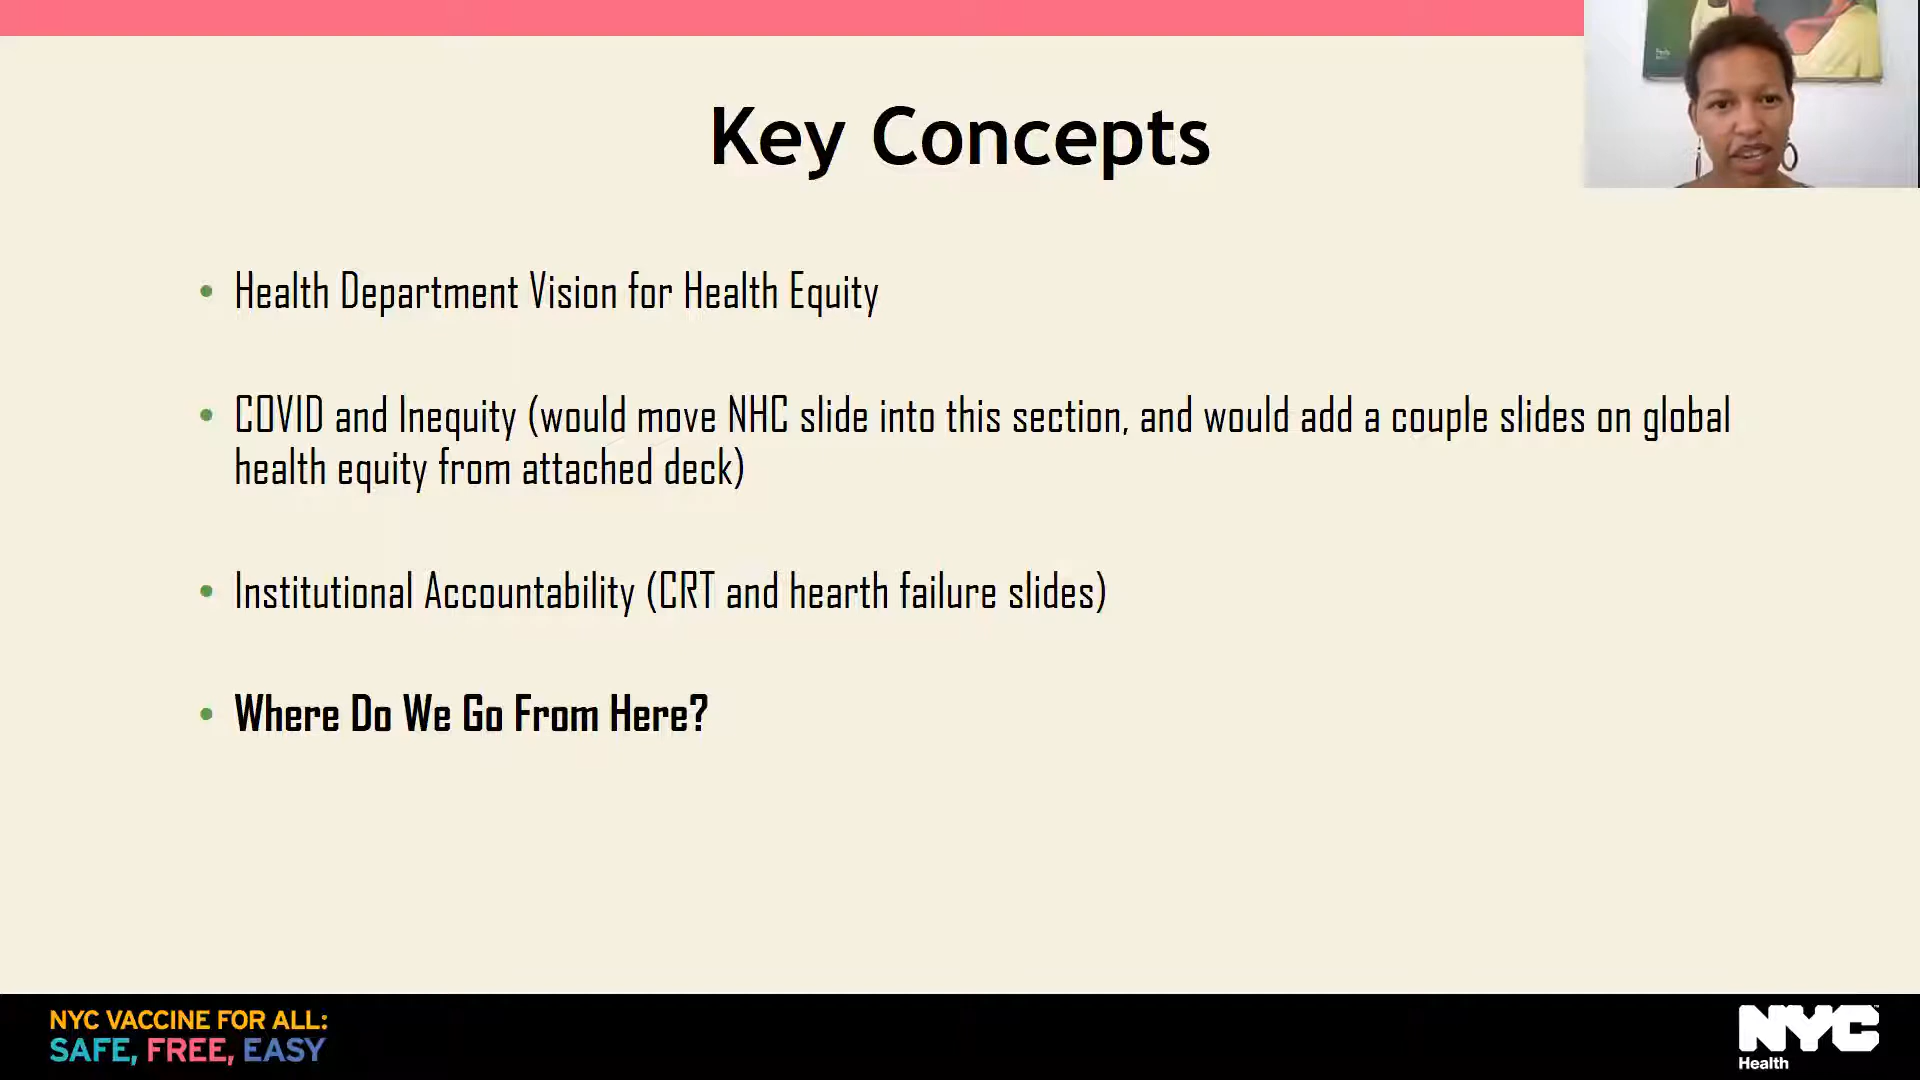 Key Concepts
• Health Department Vision for Health Equity
• COVID and Inequity (would move NHC slide into this section, and would add a couple slides on global
health equity from attached deck)
• Institutional Accountability (CRT and hearth failure slides)
• Where Do We Go From Here?
NYC VACCINE FOR ALL:
SAFE, FREE, EASY
NYC
Health